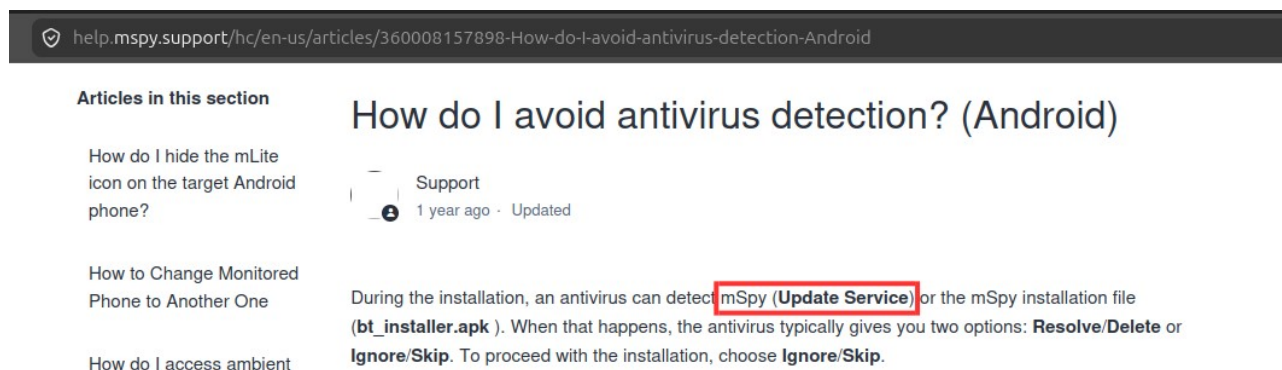 help.mspy.support/hc/en-us/articles/360008157898-How-do-I-avoid-antivirus-detection-Android
Articles in this section
How do I hide the mLite
icon on the target Android
phone?
How to Change Monitored
Phone to Another One
How do I access ambient
How do I avoid antivirus detection? (Android)
Support
1 year ago · Updated
During the installation, an antivirus can detect mSpy (Update Service) or the mSpy installation file
(bt_installer.apk ). When that happens, the antivirus typically gives you two options: Resolve/Delete or
Ignore/Skip. To proceed with the installation, choose Ignore/Skip.